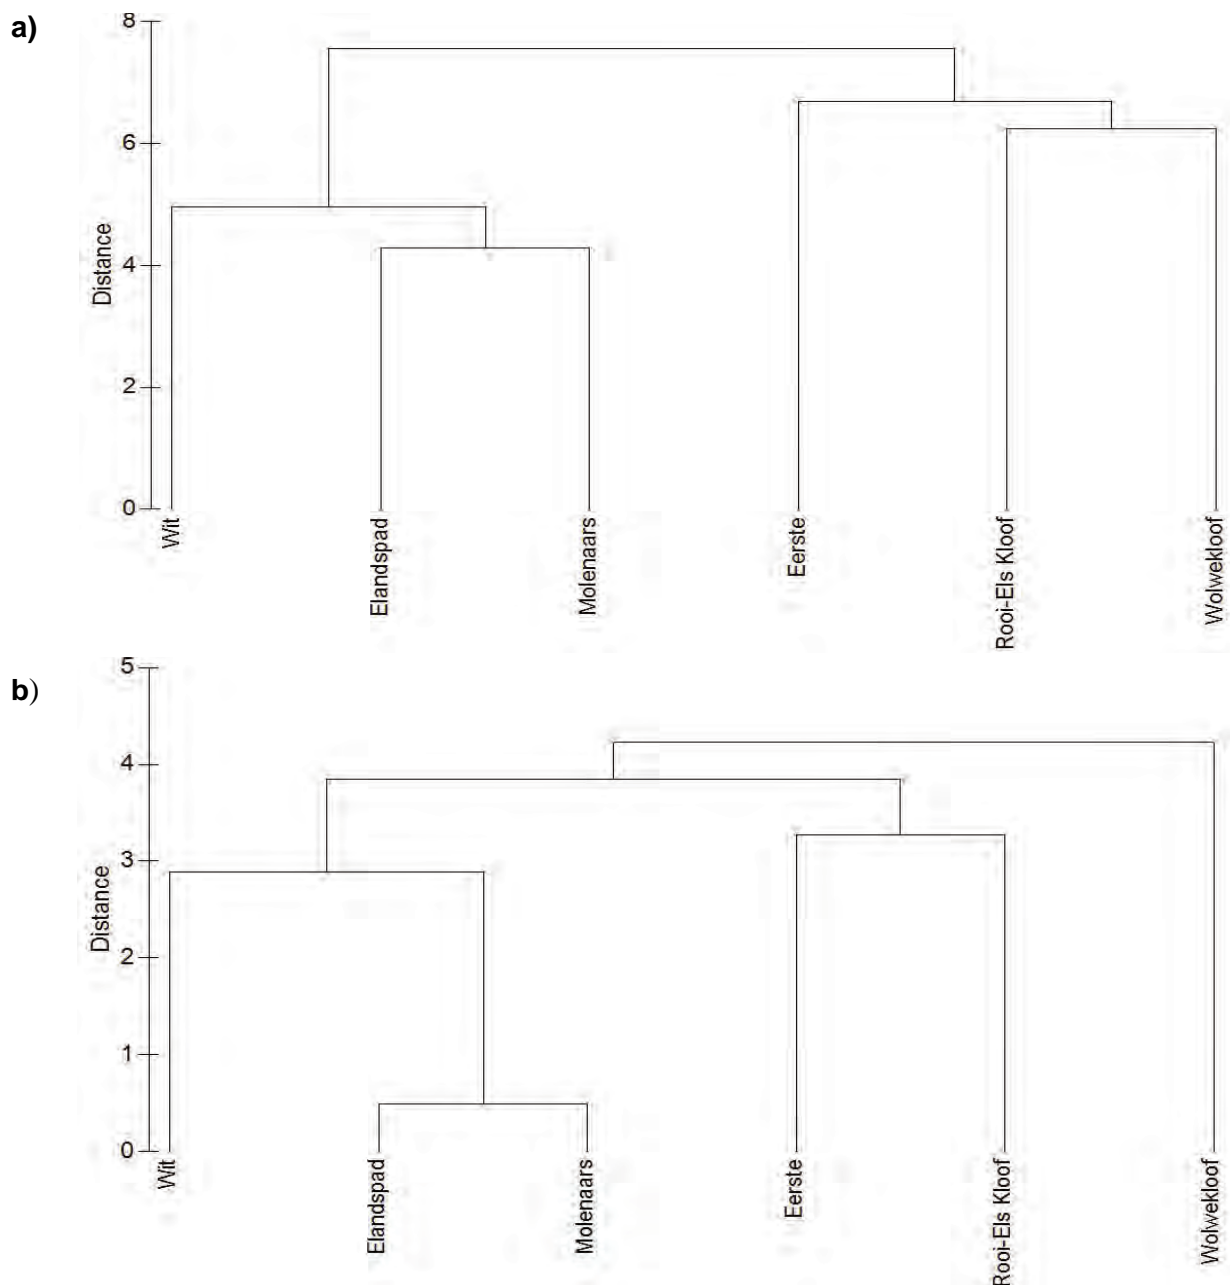 a)
8
6
4
2
0
Distance
Wit
Elandspad
Molenaars
Eerste
Rooi-Els Kloof
Wolwekloof
b)
5
4
3
2
1
0
Distance
Wit
Elandspad
Molenaars
Eerste
Rooi-Els Kloof
Wolwekloof